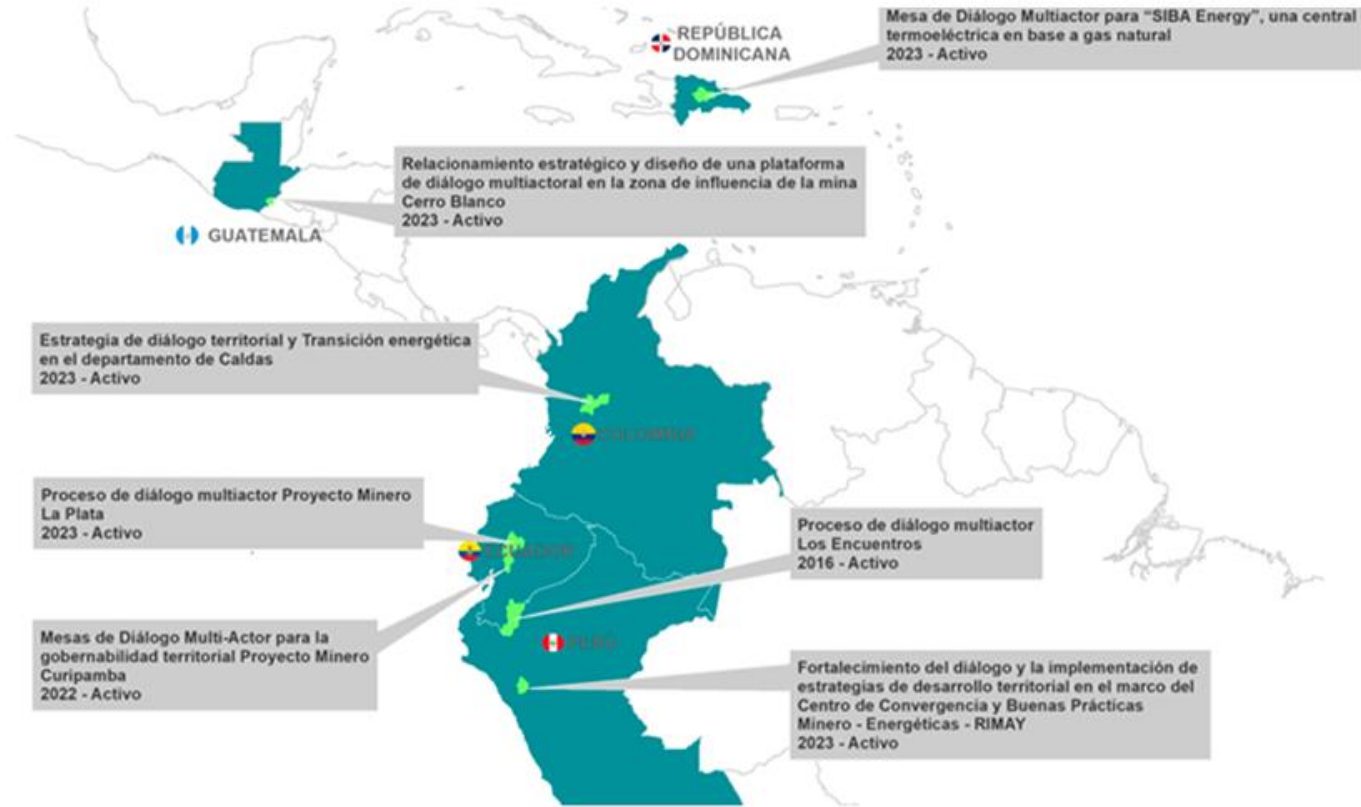 Mesa de Diálogo Multiactor para “SIBA Energy”, una central
termoeléctrica en base a gas natural
2023 - Activo
REPÚBLICA
DOMINICANA
Relacionamiento estratégico y diseño de una plataforma
de diálogo multiactoral en la zona de influencia de la mina
Cerro Blanco
2023 - Activo
GUATEMALA
Estrategia de diálogo territorial y Transición energética
en el departamento de Caldas
2023 - Activo
COLOMBIA
Proceso de diálogo multiactor Proyecto Minero
La Plata
2023 - Activo
ECUADOR
Proceso de diálogo multiactor
Los Encuentros
2016 - Activo
Mesas de Diálogo Multi-Actor para la
gobernabilidad territorial Proyecto Minero
Curipamba
2022 - Activo
PERÚ
Fortalecimiento del diálogo y la implementación de
estrategias de desarrollo territorial en el marco del
Centro de Convergencia y Buenas Prácticas
Minero - Energéticas - RIMAY
2023 - Activo